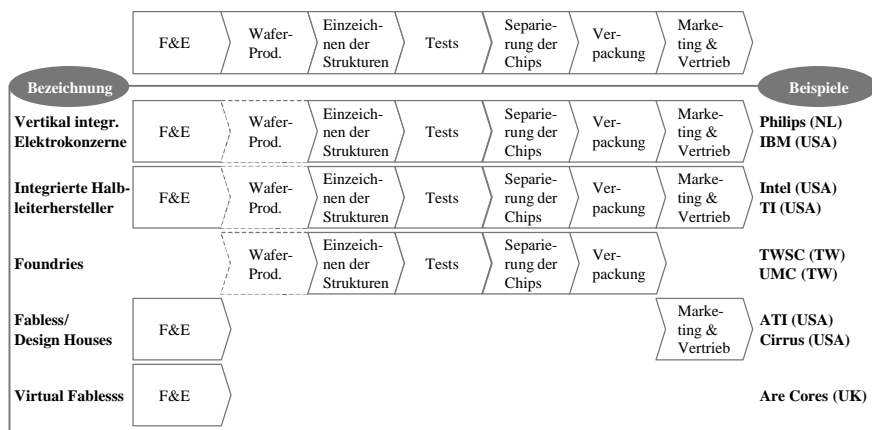 F&E
Wafer-
Prod.
Einzeich-
nen der
Strukturen
Tests
Separie-
rung der
Chips
Ver-
packung
Marke-
ting &
Vertrieb
Bezeichnung
Beispiele
Vertikal integr.
Elektrokonzerne
F&E
Wafer-
Prod.
Einzeich-
nen der
Strukturen
Tests
Separie-
rung der
Chips
Ver-
packung
Marke-
ting &
Vertrieb
Philips (NL)
IBM (USA)
Integrierte Halb-
leiterhersteller
F&E
Wafer-
Prod.
Einzeich-
nen der
Strukturen
Tests
Separie-
rung der
Chips
Ver-
packung
Marke-
ting &
Vertrieb
Intel (USA)
TI (USA)
Foundries
Wafer-
Prod.
Einzeich-
nen der
Strukturen
Tests
Separie-
rung der
Chips
Ver-
packung
TWSC (TW)
UMC (TW)
Fabless/
Design Houses
F&E
Marke-
ting &
Vertrieb
ATI (USA)
Cirrus (USA)
Virtual Fablesss
F&E
Are Cores (UK)